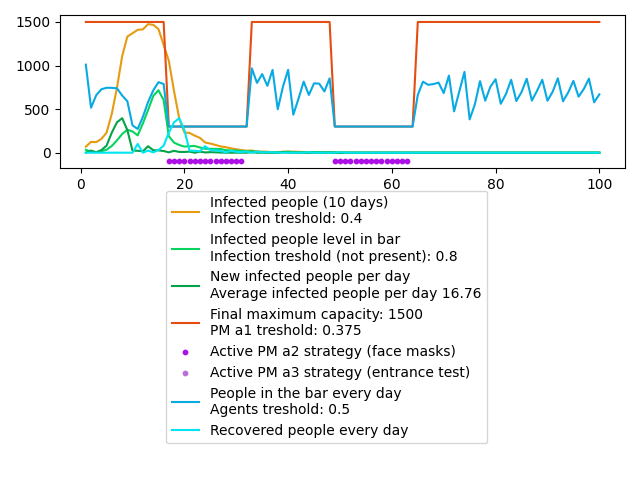 1500
1000
500
0
0 20 40 60 80 100
Infected people (10 days)
Infection treshold: 0.4
Infected people level in bar
Infection treshold (not present): 0.8
New infected people per day
Average infected people per day 16.76
Final maximum capacity: 1500
PM a1 treshold: 0.375
Active PM a2 strategy (face masks)
Active PM a3 strategy (entrance test)
People in the bar every day
Agents treshold: 0.5
Recovered people every day